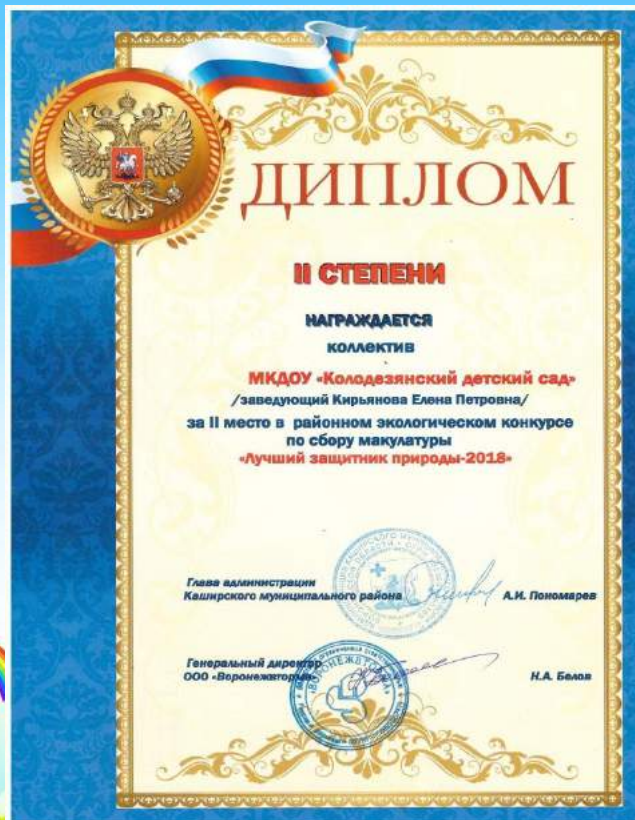 ДИПЛОМ
II СТЕПЕНИ
НАГРАЖДАЕТСЯ
коллектив
МКДОУ «Колодезянский детский сад»
/заведующий Кирьянова Елена Петровна/
за II место в районном экологическом конкурсе
по сбору макулатуры
«Лучший защитник природы-2018»
Глава администрации
Каширского муниципального района А.И. Пономарев
Генеральный директор
ООО «Воронежвторма» Н.А. Белов